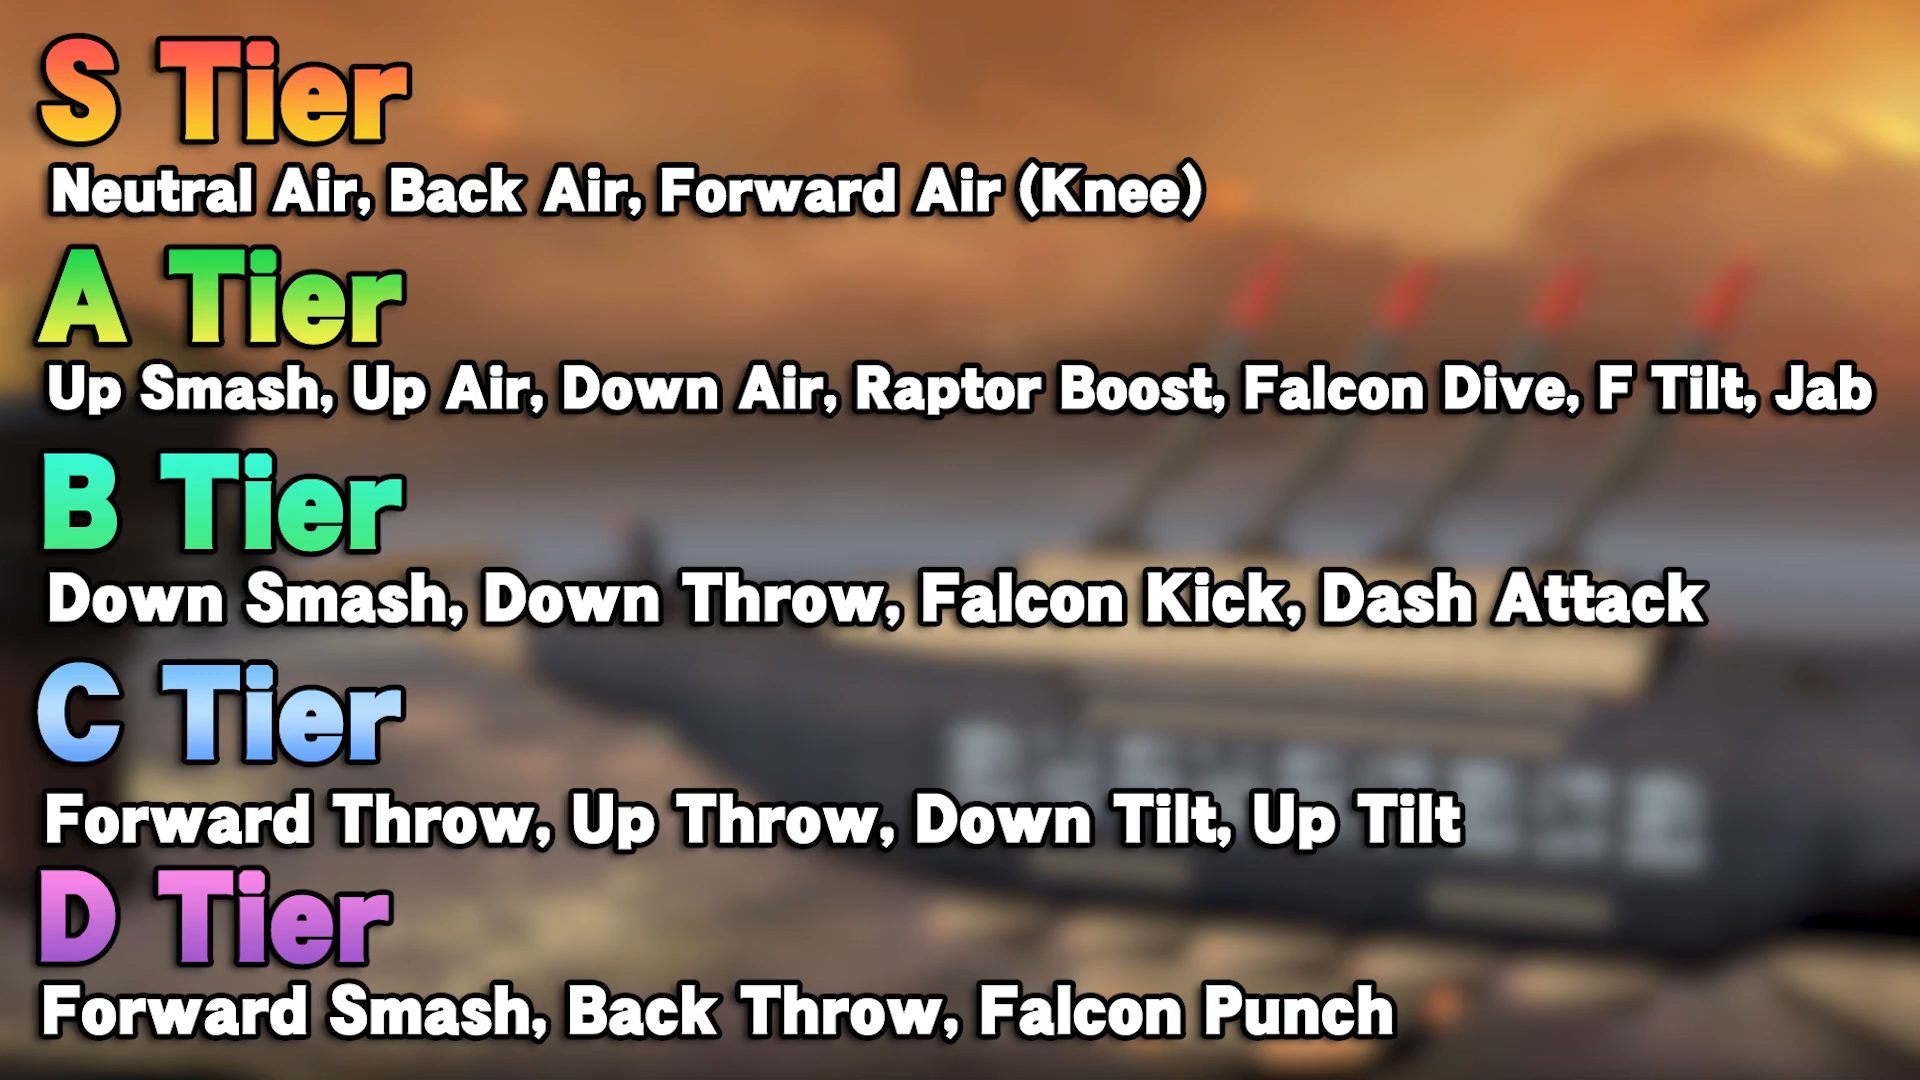 S Tier
Neutral Air, Back Air, Forward Air (Knee)
A Tier
Up Smash, Up Air, Down Air, Raptor Boost, Falcon Dive, F Tilt, Jab
B Tier
Down Smash, Down Throw, Falcon Kick, Dash Attack
C Tier
Forward Throw, Up Throw, Down Tilt, Up Tilt
D Tier
Forward Smash, Back Throw, Falcon Punch